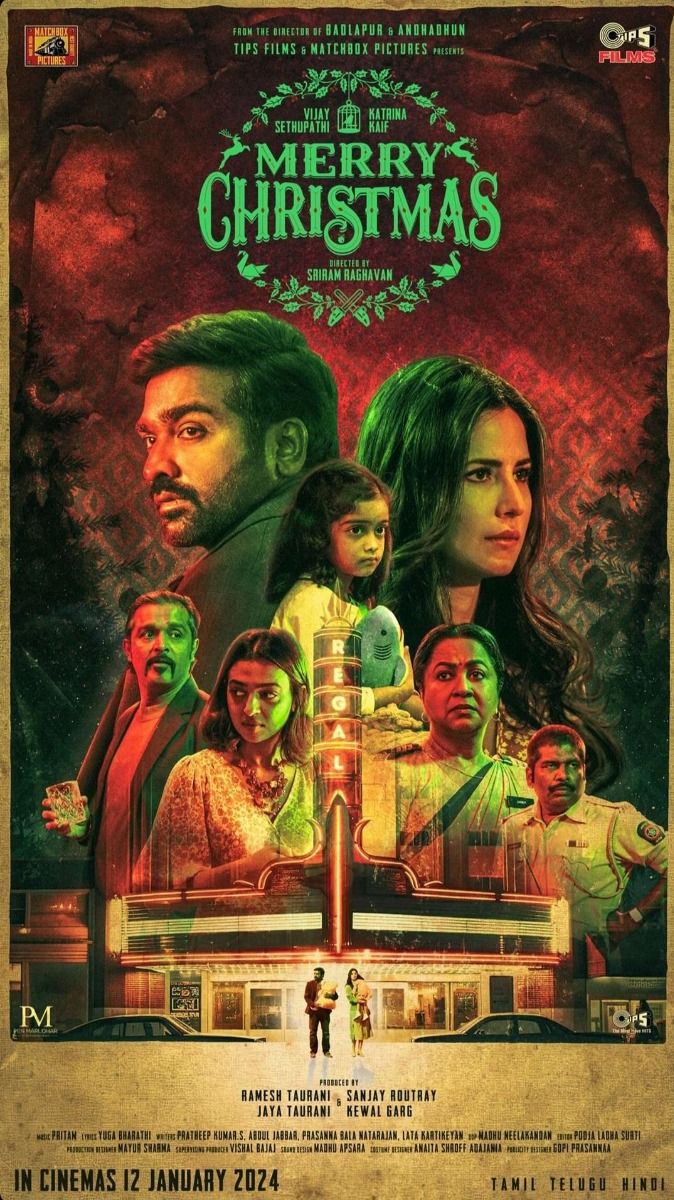 MATCHBOX
PICTURES
FROM THE DIRECTOR OF BADLAPUR & ANDHADHUN
TIPS FILMS & MATCHBOX PICTURES PRESENTS
TIPS
FILMS
VIJAY SETHUPATHI
KATRINA KAIF
MERRY
CHRISTMAS
DIRECTED BY
SRIRAM RAGHAVAN
REGAL
PM
PEN MARUDHAR
TIPS
PRODUCED BY
RAMESH TAURANI & SANJAY ROUTRAY
JAYA TAURANI & KEWAL GARG
MUSIC PRITAM LYRICS YUGA BHARATHI WRITERS PRATHEEP KUMAR.S, ABDUL JABBAR, PRASANNA BALA NATARAJAN, LATA KARTIKEYAN DOP MADHU NEELAKANDAN EDITOR POOJA LADHA SURTI
PRODUCTION DESIGNER MAYUR SHARMA SUPERVISING PRODUCER VISHAL BAJAJ SOUND DESIGN MADHU APSARA COSTUME DESIGNER ANAITA SHROFF ADAJANIA PUBLICITY DESIGNER GOPI PRASANNAA
IN CINEMAS 12 JANUARY 2024
TAMIL TELUGU HINDI